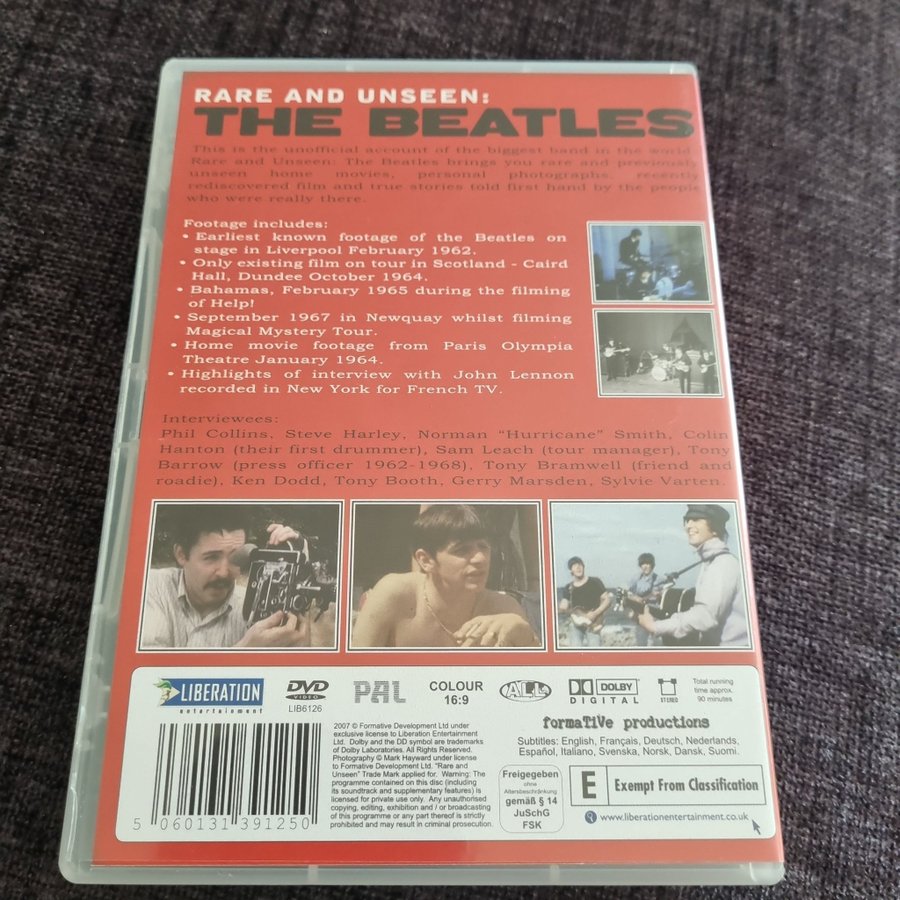 RARE AND UNSEEN:
THE BEATLES
This is the unofficial account of the biggest band in the world.
Rare and Unseen: The Beatles brings you rare and previously
unseen home movies, personal photographs, recently
rediscovered film and true stories told first hand by the people
who were really there.
Footage includes:
• Earliest known footage of the Beatles on
stage in Liverpool February 1962.
• Only existing film on tour in Scotland - Caird
Hall, Dundee October 1964.
• Bahamas, February 1965 during the filming
of Help!
• September 1967 in Newquay whilst filming
Magical Mystery Tour.
• Home movie footage from Paris Olympia
Theatre January 1964.
• Highlights of interview with John Lennon
recorded in New York for French TV.
Interviewees:
Phil Collins, Steve Harley, Norman "Hurricane" Smith, Colin
Hanton (their first drummer), Sam Leach (tour manager), Tony
Barrow (press officer 1962-1968), Tony Bramwell (friend and
roadie), Ken Dodd, Tony Booth, Gerry Marsden, Sylvie Varten.
LIBERATION
entertainment
DVD
VIDEO
LIB6126
PAL
COLOUR
16:9
ALL
DOLBY
DIGITAL
STEREO
Total running
time approx.
90 minutes
2007 © Formative Development Ltd under
exclusive license to Liberation Entertainment
Ltd. Dolby and the DD symbol are trademarks
of Dolby Laboratories. All Rights Reserved.
Photography © Mark Hayward under license
to Formative Development Ltd. "Rare and
Unseen" Trade Mark applied for. Warning: The
programme contained on this disc (including
its soundtrack and supplementary features) is
licensed for private use only. Any unauthorised
copying, editing, exhibition and / or broadcasting
of this programme or any part thereof is strictly
prohibited and may result in criminal prosecution.
formaTiVe productions
Subtitles: English, Français, Deutsch, Nederlands,
Español, Italiano, Svenska, Norsk, Dansk, Suomi.
Freigegeben
ohne
Altersbeschränkung
gemäß § 14
JuSchG
FSK
E Exempt From Classification
www.liberationentertainment.co.uk
5 060131 391250